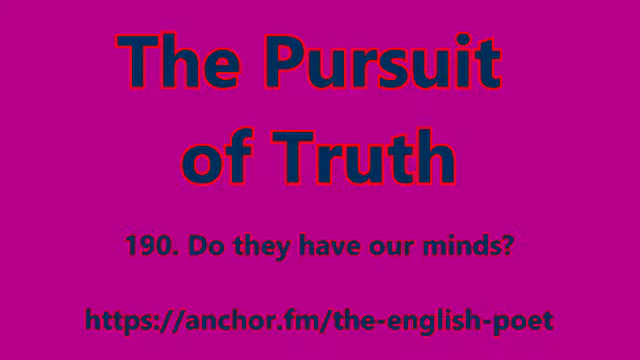 The Pursuit
of Truth
190. Do they have our minds?
https://anchor.fm/the-english-poet